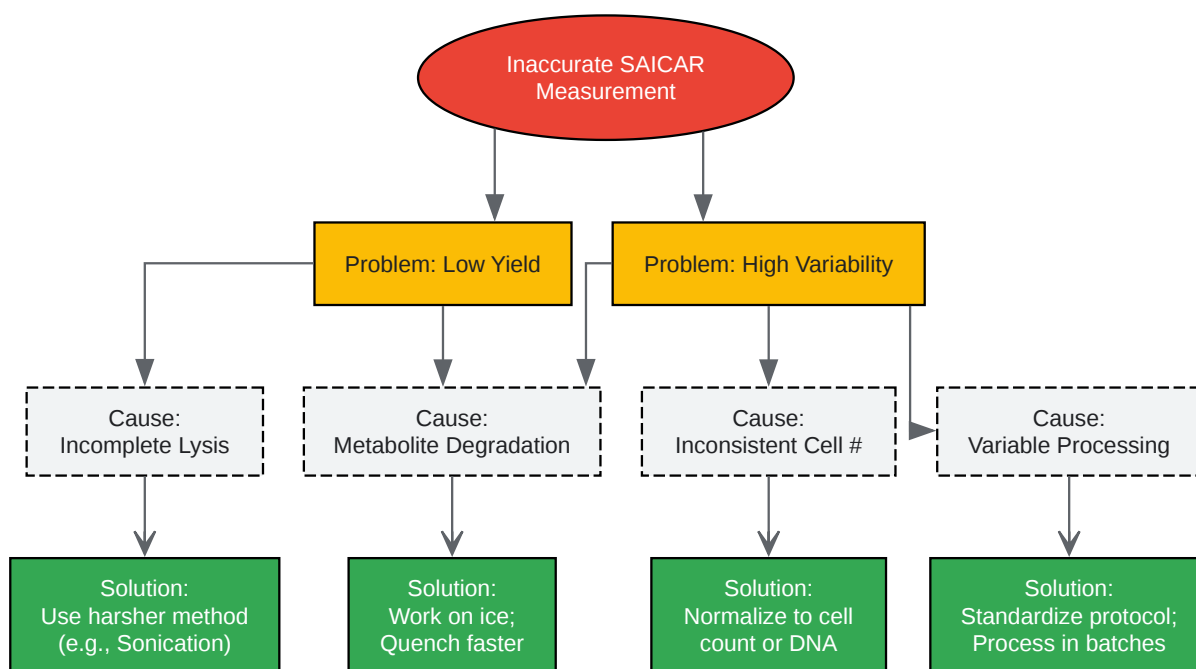 Inaccurate SAICAR
Measurement
Problem: Low Yield
Problem: High Variability
Cause:
Incomplete Lysis
Cause:
Metabolite Degradation
Cause:
Inconsistent Cell #
Cause:
Variable Processing
Solution:
Use harsher method
(e.g., Sonication)
Solution:
Work on ice;
Quench faster
Solution:
Normalize to cell
count or DNA
Solution:
Standardize protocol;
Process in batches